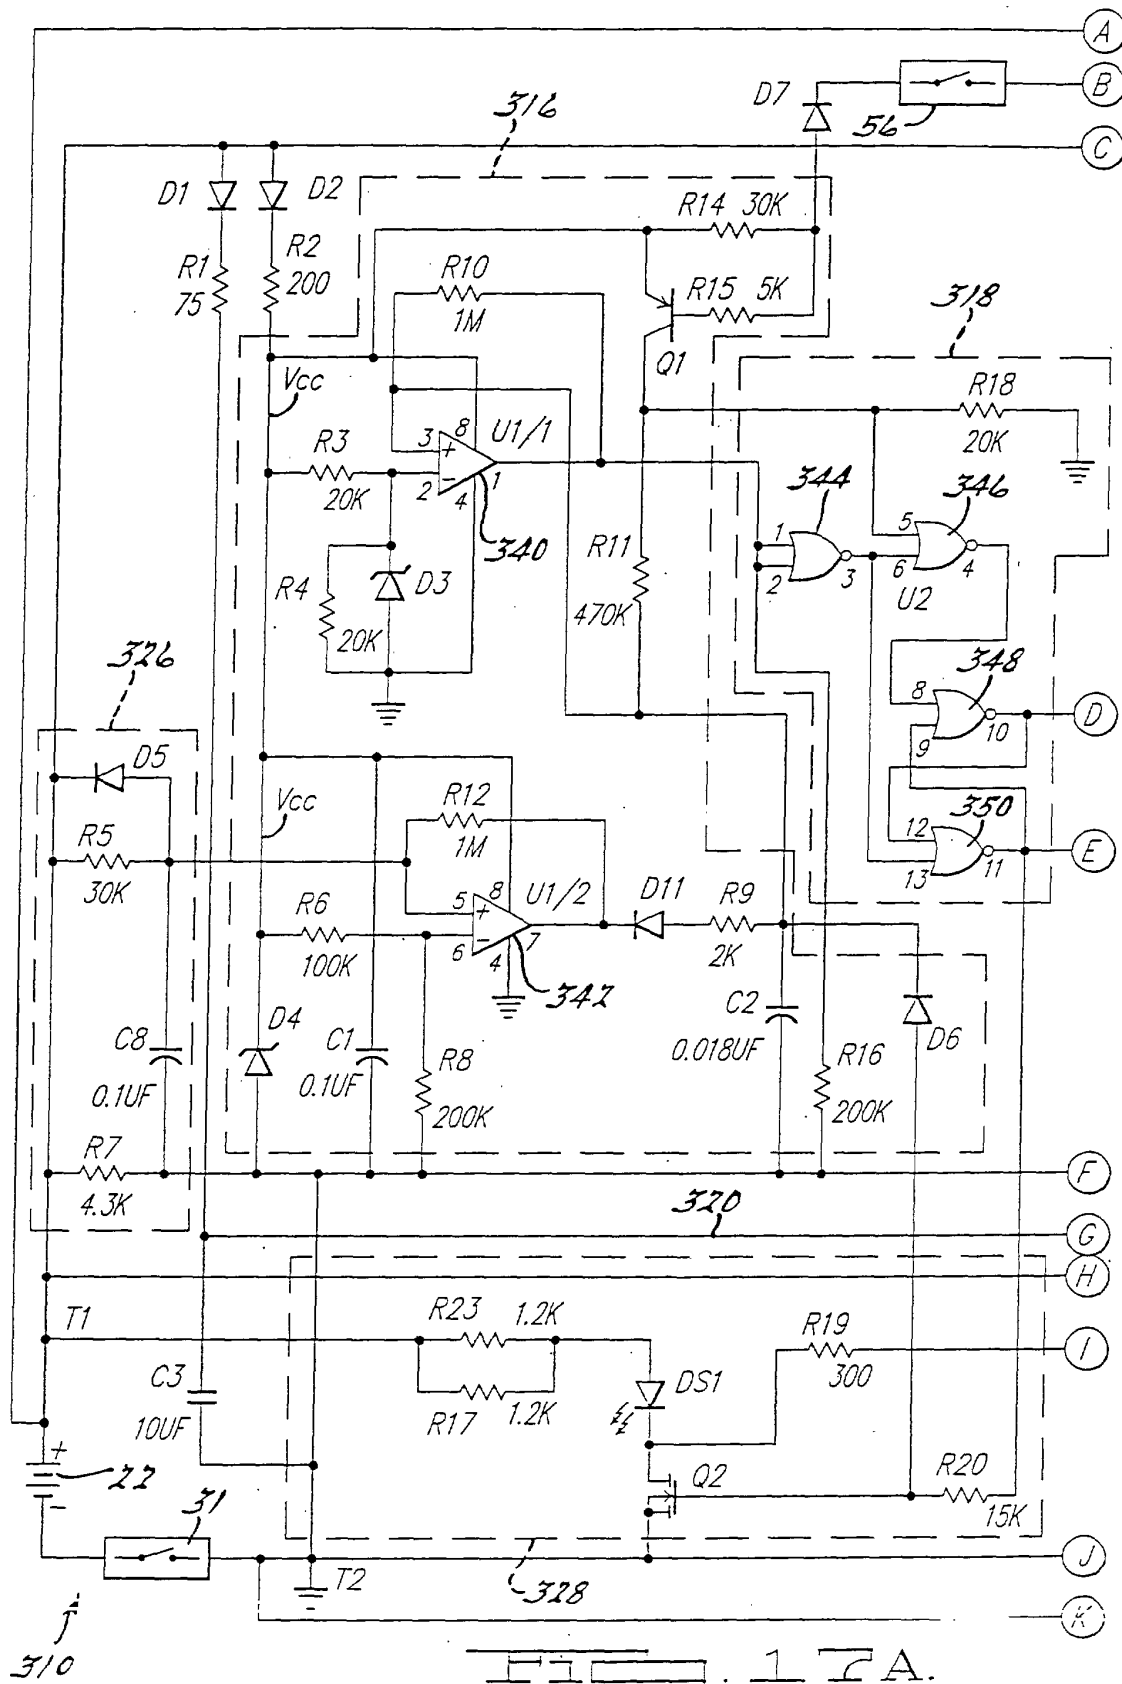 A
B
D7
316
56
C
D1
D2
R14 30K
R2
200
R1
75
R10
1M
R15 5K
318
Q1
Vcc
R18
20K
3
+
8
U1/1
R3
20K
2
−
4
1
340
344
346
1
2
3
5
6
4
U2
R11
470K
R4
20K
D3
326
348
8
9
10
D
D5
Vcc
R12
1M
350
12
13
11
E
R5
30K
5
+
8
U1/2
6
−
4
7
D11
R9
2K
R6
100K
342
D4
C2
0.018UF
D6
C8
0.1UF
C1
0.1UF
R8
200K
R16
200K
R7
4.3K
F
320
G
H
T1
R23
1.2K
R19
300
I
C3
10UF
R17
1.2K
DS1
+
22
−
Q2
R20
15K
31
J
T2
328
K
310
FIG. 17A.